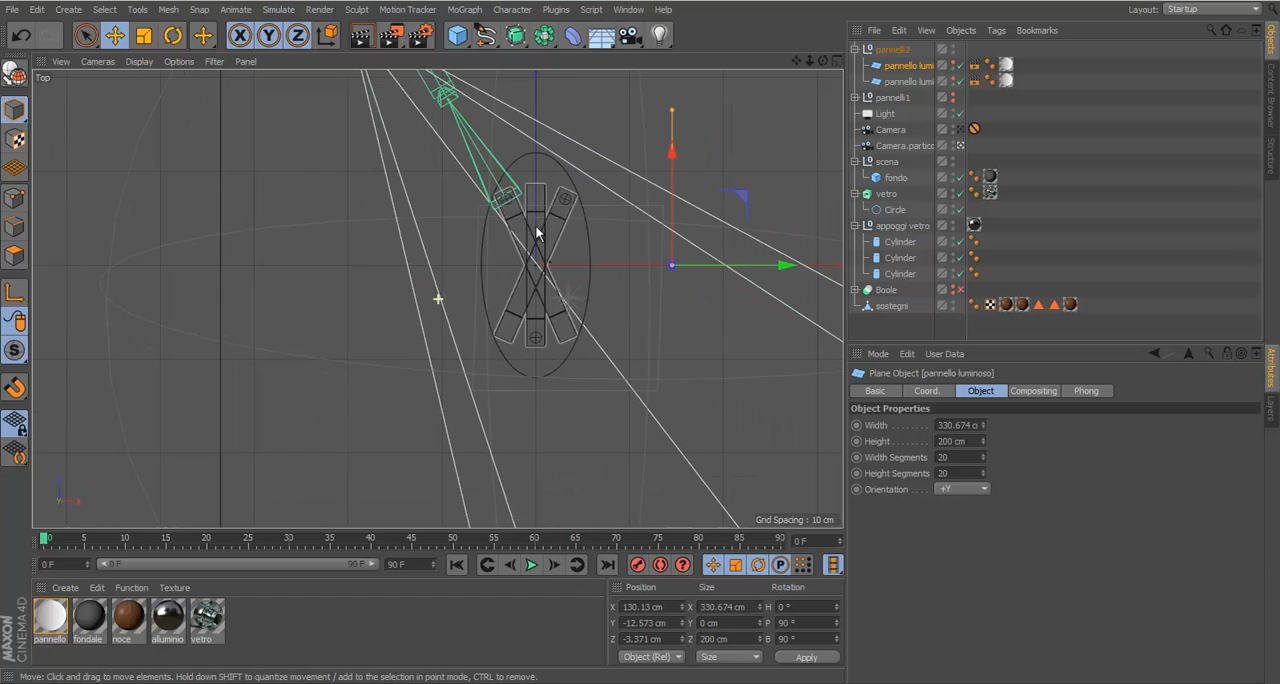 File Edit Create Select Tools Mesh Snap Animate Simulate Render Sculpt Motion Tracker MoGraph Character Plugins Script Window Help Layout: Startup
X Y Z
File Edit View Objects Tags Bookmarks
View Cameras Display Options Filter Panel
Top
pannelli2
pannello lumi
pannello lumi
pannelli1
Light
Camera
Camera.partico
scena
fondo
vetro
Circle
appoggi vetro
Cylinder
Cylinder
Cylinder
Boole
sostegni
Objects
Content Browser
Structure
Mode Edit User Data
Plane Object [pannello luminoso]
Basic Coord. Object Compositing Phong
Object Properties
Width 330.674 c
Height 200 cm
Width Segments 20
Height Segments 20
Orientation +Y
Attributes
Layers
Grid Spacing : 10 cm
0 5 10 15 20 25 30 35 40 45 50 55 60 65 70 75 80 85 90 0 F
0 F 0 F 90 F 90 F
Create Edit Function Texture
pannello fondale noce alluminio vetro
Position Size Rotation
X 130.13 cm X 330.674 cm H 0 °
Y -12.573 cm Y 0 cm P 90 °
Z -3.371 cm Z 200 cm B 90 °
Object (Rel) Size Apply
MAXON CINEMA4D
Move: Click and drag to move elements. Hold down SHIFT to quantize movement / add to the selection in point mode, CTRL to remove.